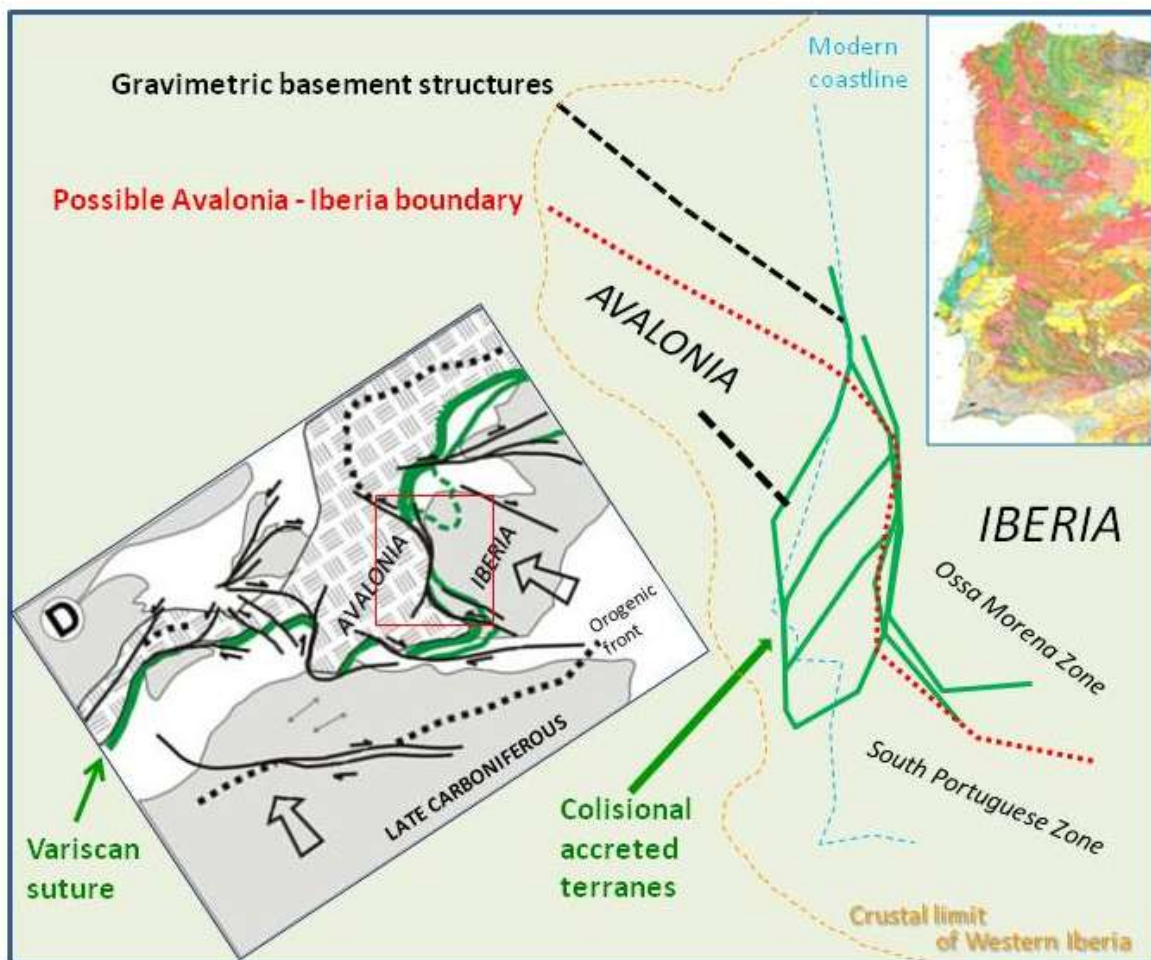 Modern
coastline
Gravimetric basement structures
Possible Avalonia - Iberia boundary
AVALONIA
IBERIA
Ossa Morena Zone
South Portuguese Zone
D
AVALONIA
IBERIA
Orogenic
front
LATE CARBONIFEROUS
Variscan
suture
Colisional
accreted
terranes
Crustal limit
of Western Iberia